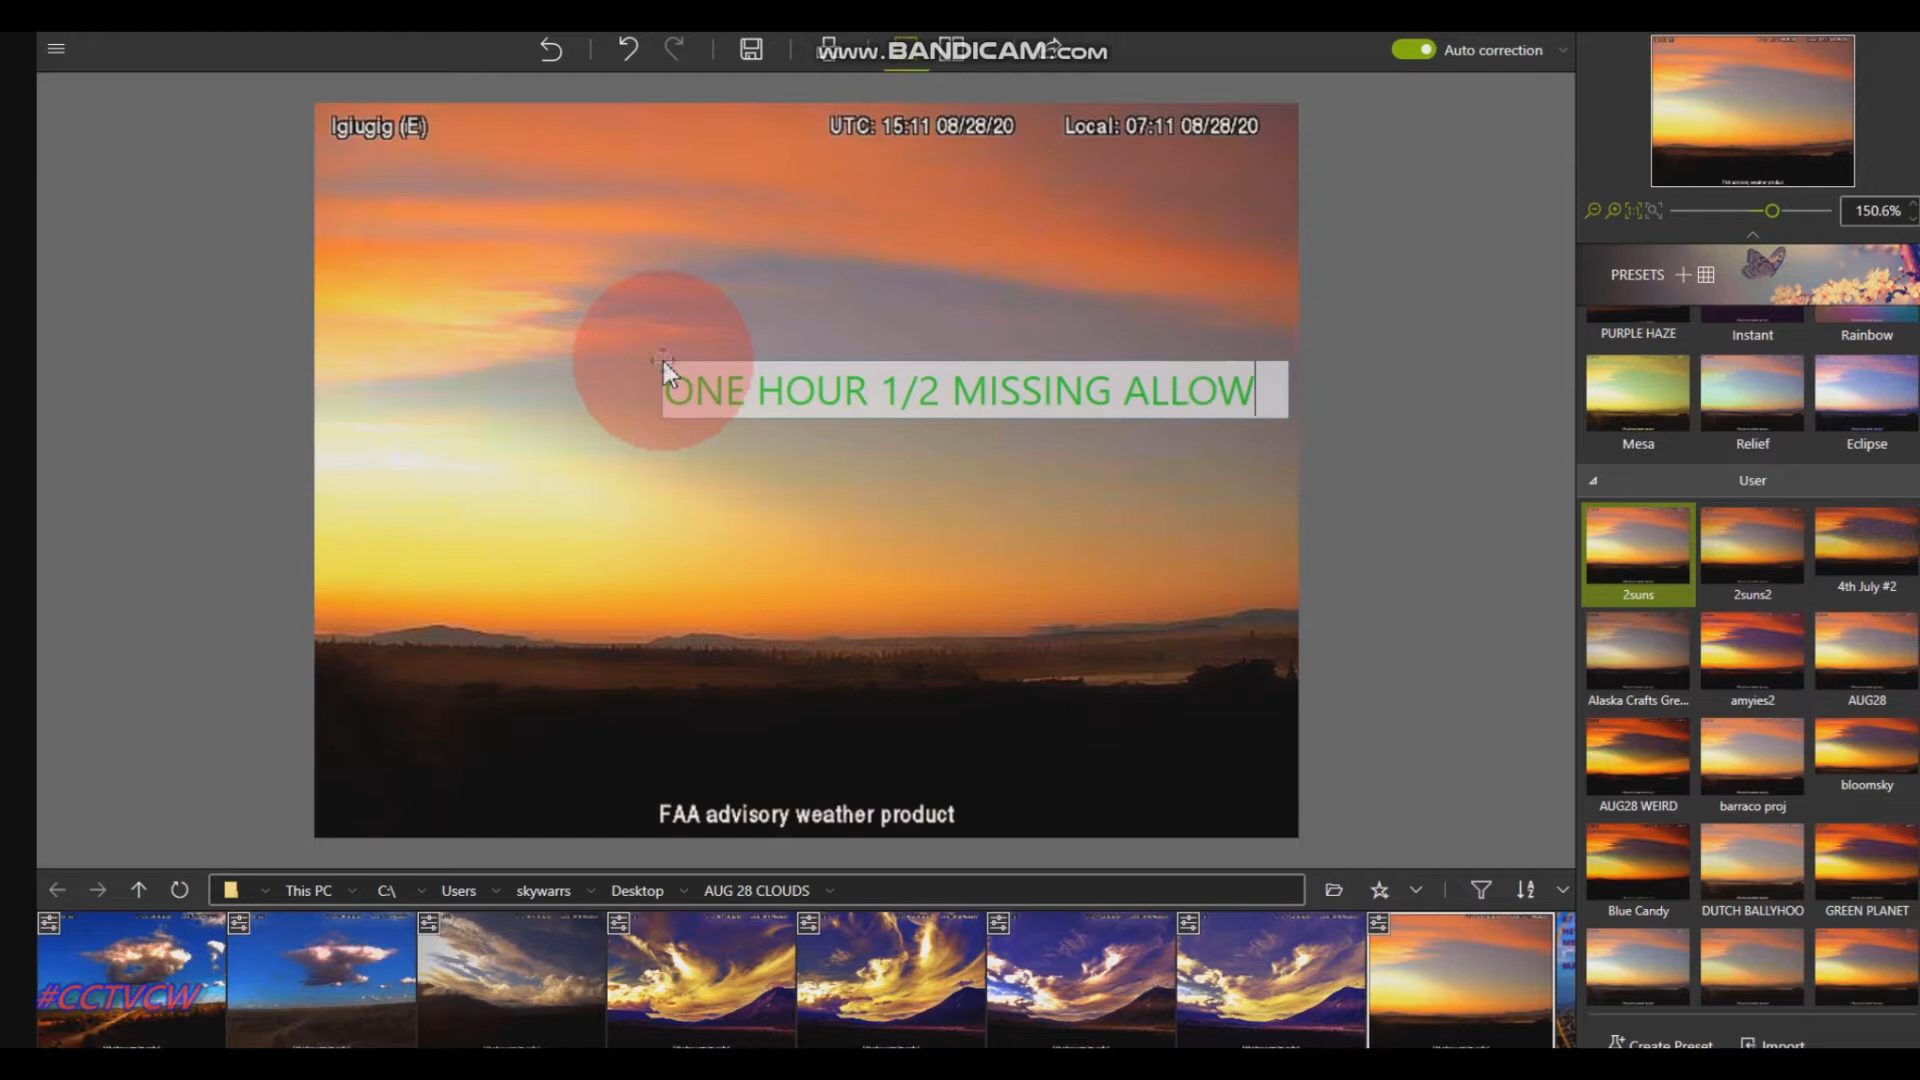 www.BANDICAM.com
Auto correction
Igiugig (E)
UTC: 15:11 08/28/20
Local: 07:11 08/28/20
ONE HOUR 1/2 MISSING ALLOW
FAA advisory weather product
150.6%
PRESETS
PURPLE HAZE
Instant
Rainbow
Mesa
Relief
Eclipse
User
2suns
2suns2
4th July #2
Alaska Crafts Gre...
amyies2
AUG28
AUG28 WEIRD
barraco proj
bloomsky
Blue Candy
DUTCH BALLYHOO
GREEN PLANET
Create Preset
Import
This PC
C:\
Users
skywarrs
Desktop
AUG 28 CLOUDS
#CCTVCW